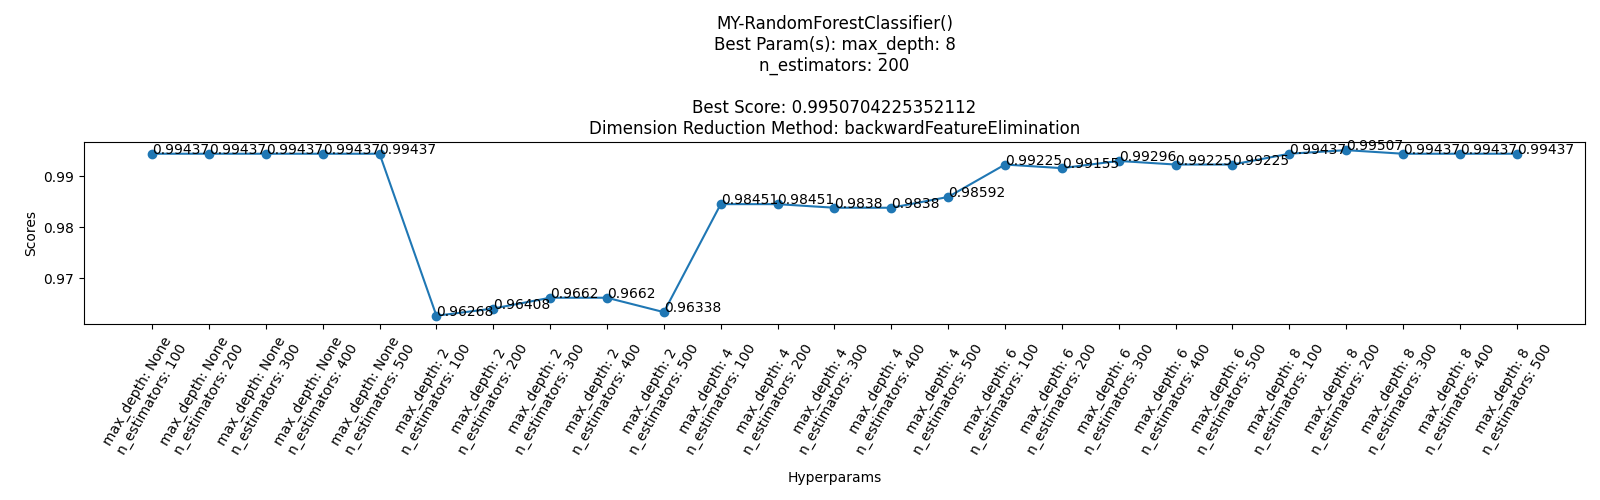 MY-RandomForestClassifier()
Best Param(s): max_depth: 8
n_estimators: 200
Best Score: 0.9950704225352112
Dimension Reduction Method: backwardFeatureElimination
Scores
0.99
0.98
0.97
0.99437
0.99437
0.99437
0.99437
0.99437
0.96268
0.96408
0.9662
0.9662
0.96338
0.98451
0.98451
0.9838
0.9838
0.98592
0.99225
0.99155
0.99296
0.99225
0.99225
0.99437
0.99507
0.99437
0.99437
0.99437
max_depth: None
n_estimators: 100
max_depth: None
n_estimators: 200
max_depth: None
n_estimators: 300
max_depth: None
n_estimators: 400
max_depth: None
n_estimators: 500
max_depth: 2
n_estimators: 100
max_depth: 2
n_estimators: 200
max_depth: 2
n_estimators: 300
max_depth: 2
n_estimators: 400
max_depth: 2
n_estimators: 500
max_depth: 4
n_estimators: 100
max_depth: 4
n_estimators: 200
max_depth: 4
n_estimators: 300
max_depth: 4
n_estimators: 400
max_depth: 4
n_estimators: 500
max_depth: 6
n_estimators: 100
max_depth: 6
n_estimators: 200
max_depth: 6
n_estimators: 300
max_depth: 6
n_estimators: 400
max_depth: 6
n_estimators: 500
max_depth: 8
n_estimators: 100
max_depth: 8
n_estimators: 200
max_depth: 8
n_estimators: 300
max_depth: 8
n_estimators: 400
max_depth: 8
n_estimators: 500
Hyperparams